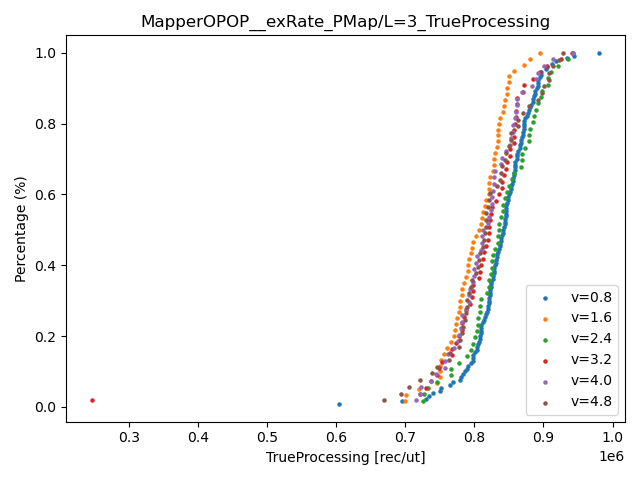 MapperOPOP__exRate_PMap/L=3_TrueProcessing
Percentage (%)
1.0
0.8
0.6
0.4
0.2
0.0
v=0.8
v=1.6
v=2.4
v=3.2
v=4.0
v=4.8
0.3 0.4 0.5 0.6 0.7 0.8 0.9 1.0
1e6
TrueProcessing [rec/ut]